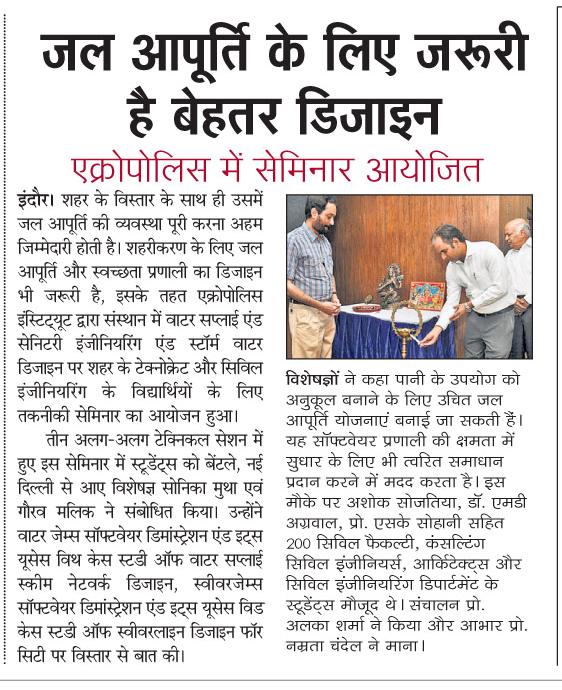 जल आपूर्ति के लिए जरूरी
है बेहतर डिजाइन
एक्रोपोलिस में सेमिनार आयोजित
इंदौर। शहर के विस्तार के साथ ही उसमें
जल आपूर्ति की व्यवस्था पूरी करना अहम
जिम्मेदारी होती है। शहरीकरण के लिए जल
आपूर्ति और स्वच्छता प्रणाली का डिजाइन
भी जरूरी है, इसके तहत एक्रोपोलिस
इंस्टिट्यूट द्वारा संस्थान में वाटर सप्लाई एंड
सेनिटरी इंजीनियरिंग एंड स्टॉर्म वाटर
डिजाइन पर शहर के टेक्नोक्रेट और सिविल
इंजीनियरिंग के विद्यार्थियों के लिए
तकनीकी सेमिनार का आयोजन हुआ।
तीन अलग-अलग टेक्निकल सेशन में
हुए इस सेमिनार में स्टूडेंट्स को बेंटले, नई
दिल्ली से आए विशेषज्ञ सोनिका मुथा एवं
गौरव मलिक ने संबोधित किया। उन्होंने
वाटर जेम्स सॉफ्टवेयर डिमांस्ट्रेशन एंड इट्स
यूसेस विथ केस स्टडी ऑफ वाटर सप्लाई
स्कीम नेटवर्क डिजाइन, स्वीवरजेम्स
सॉफ्टवेयर डिमांस्ट्रेशन एंड इट्स यूसेस विड
केस स्टडी ऑफ स्वीवरलाइन डिजाइन फॉर
सिटी पर विस्तार से बात की।
विशेषज्ञों ने कहा पानी के उपयोग को
अनुकूल बनाने के लिए उचित जल
आपूर्ति योजनाएं बनाई जा सकती हैं।
यह सॉफ्टवेयर प्रणाली की क्षमता में
सुधार के लिए भी त्वरित समाधान
प्रदान करने में मदद करता है। इस
मौके पर अशोक सोजतिया, डॉ. एमडी
अग्रवाल, प्रो. एसके सोहानी सहित
200 सिविल फैकल्टी, कंसल्टिंग
सिविल इंजीनियर्स, आर्किटेक्ट्स और
सिविल इंजीनियरिंग डिपार्टमेंट के
स्टूडेंट्स मौजूद थे। संचालन प्रो.
अलका शर्मा ने किया और आभार प्रो.
नम्रता चंदेल ने माना।